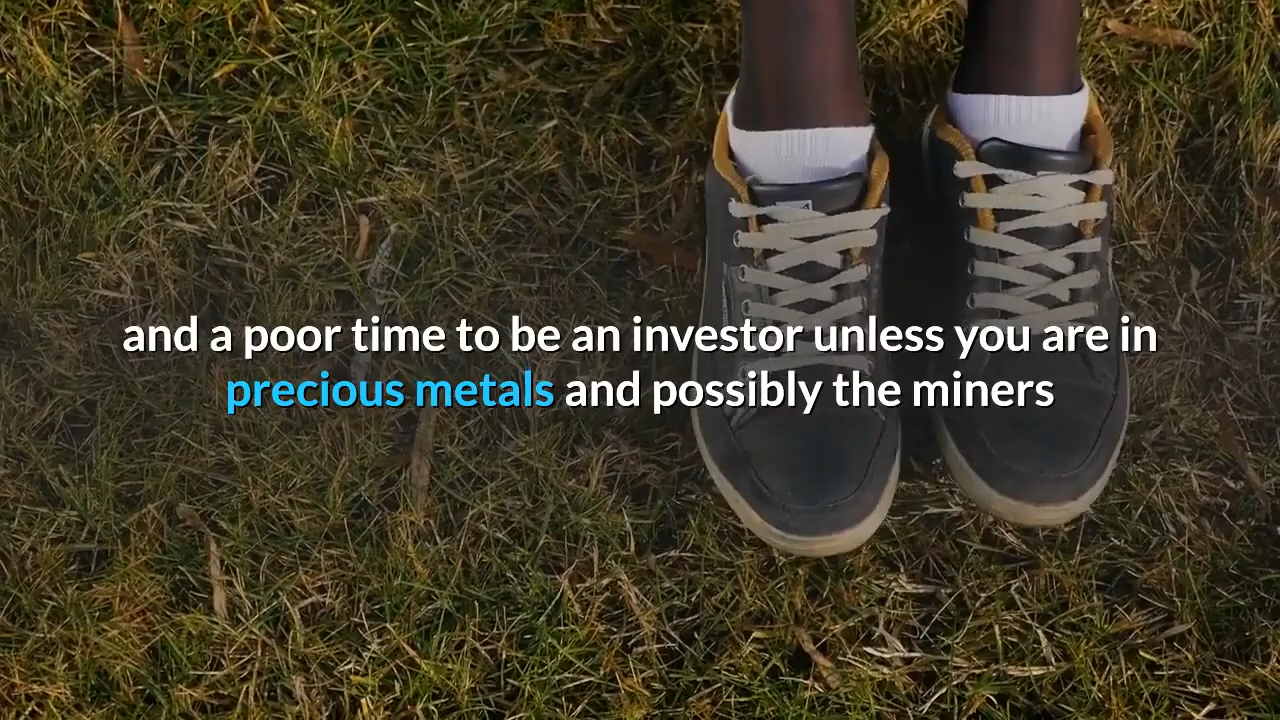 and a poor time to be an investor unless you are in
precious metals and possibly the miners